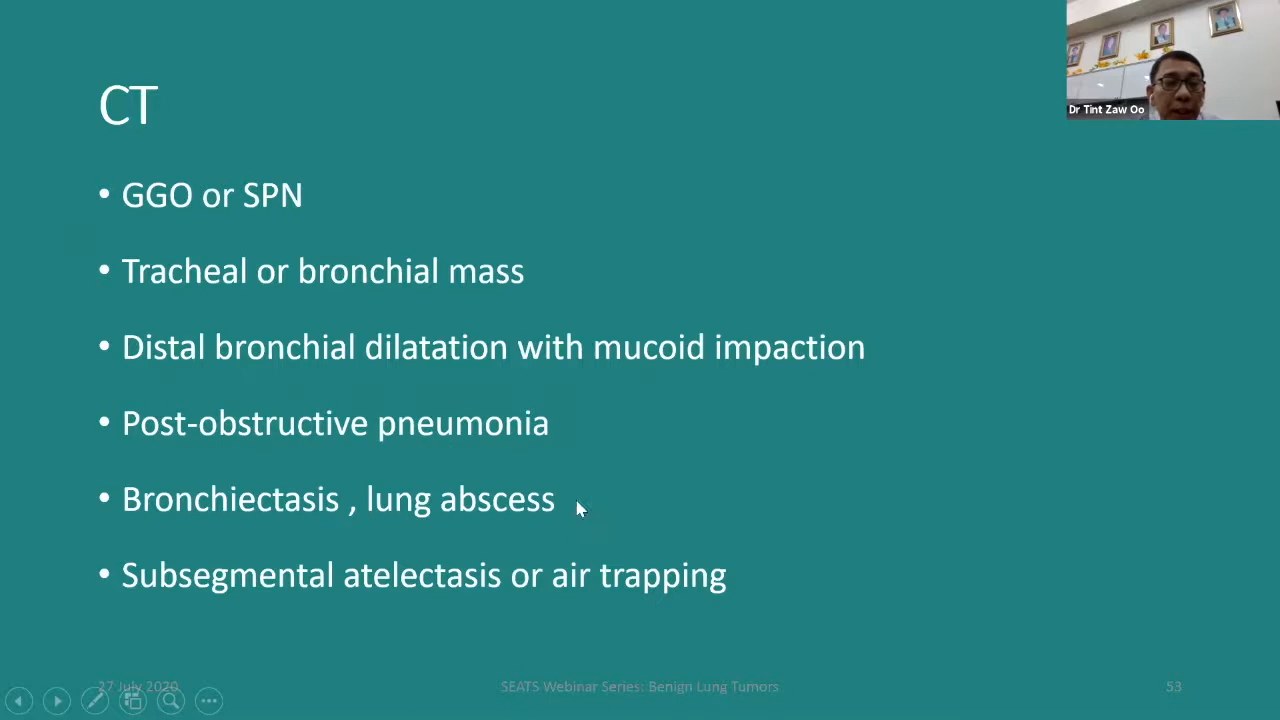 CT
Dr Tint Zaw Oo
• GGO or SPN
• Tracheal or bronchial mass
• Distal bronchial dilatation with mucoid impaction
• Post-obstructive pneumonia
• Bronchiectasis , lung abscess
• Subsegmental atelectasis or air trapping
27 July 2020
SEATS Webinar Series: Benign Lung Tumors
53